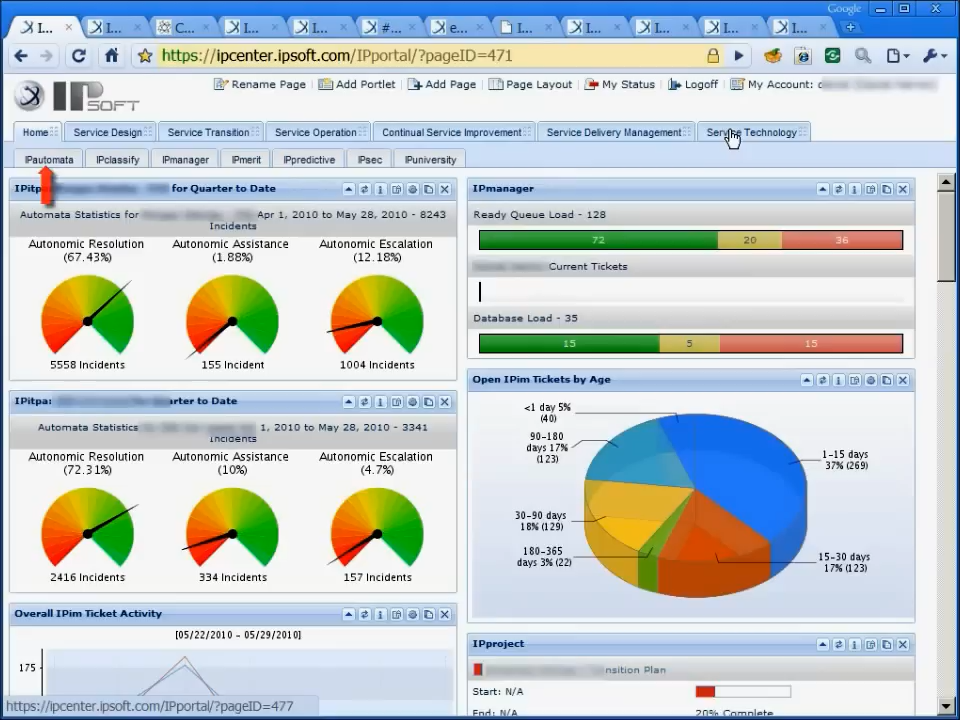 Google
I... I... C... I... I... #... e... I... I... I... I... I...
https://ipcenter.ipsoft.com/IPportal/?pageID=471
IPSOFT
Rename Page Add Portlet Add Page Page Layout My Status Logoff My Account:
Home Service Design Service Transition Service Operation Continual Service Improvement Service Delivery Management Service Technology
IPautomata IPclassify IPmanager IPmerit IPpredictive IPsec IPuniversity
for Quarter to Date
Automata Statistics for Apr 1, 2010 to May 28, 2010 - 8243
Incidents
Autonomic Resolution Autonomic Assistance Autonomic Escalation
(67.43%) (1.88%) (12.18%)
5558 Incidents 155 Incident 1004 Incidents
IPmanager
Ready Queue Load - 128
72 20 36
Current Tickets
Database Load - 35
15 5 15
IPitpa: Quarter to Date
Automata Statistics 1, 2010 to May 28, 2010 - 3341
Incidents
Autonomic Resolution Autonomic Assistance Autonomic Escalation
(72.31%) (10%) (4.7%)
2416 Incidents 334 Incidents 157 Incidents
Open IPim Tickets by Age
<1 day 5%
(40)
90-180
days 17%
(123)
1-15 days
37% (269)
30-90 days
18% (129)
180-365
days 3% (22)
15-30 days
17% (123)
Overall IPim Ticket Activity
[05/22/2010 - 05/29/2010]
175
IPproject
Plan
Start: N/A
End: N/A
20% Complete
https://ipcenter.ipsoft.com/IPportal/?pageID=477